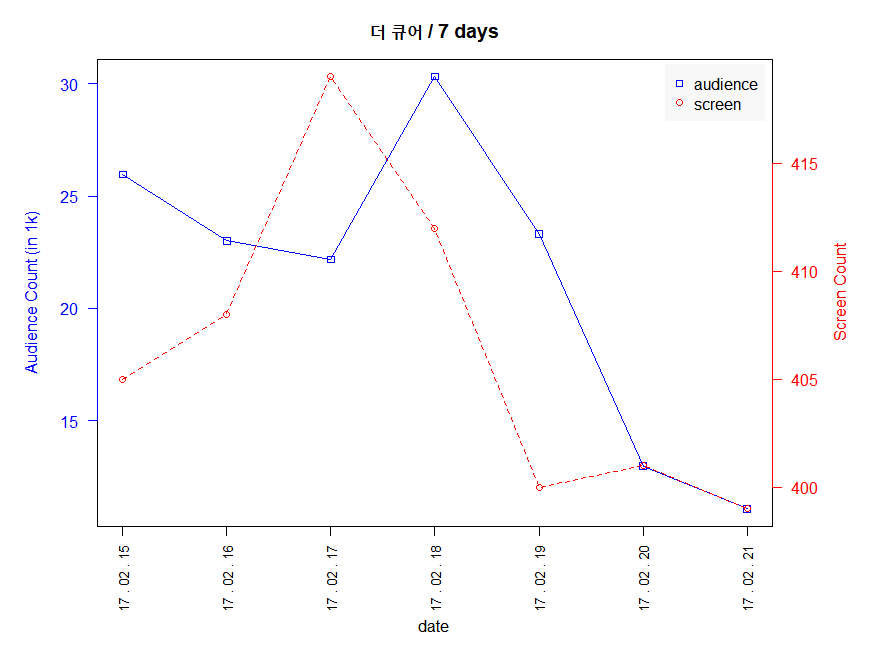 더 큐어 / 7 days
audience
screen
Audience Count (in 1k)
30
25
20
15
Screen Count
415
410
405
400
17 . 02 . 15
17 . 02 . 16
17 . 02 . 17
17 . 02 . 18
17 . 02 . 19
17 . 02 . 20
17 . 02 . 21
date